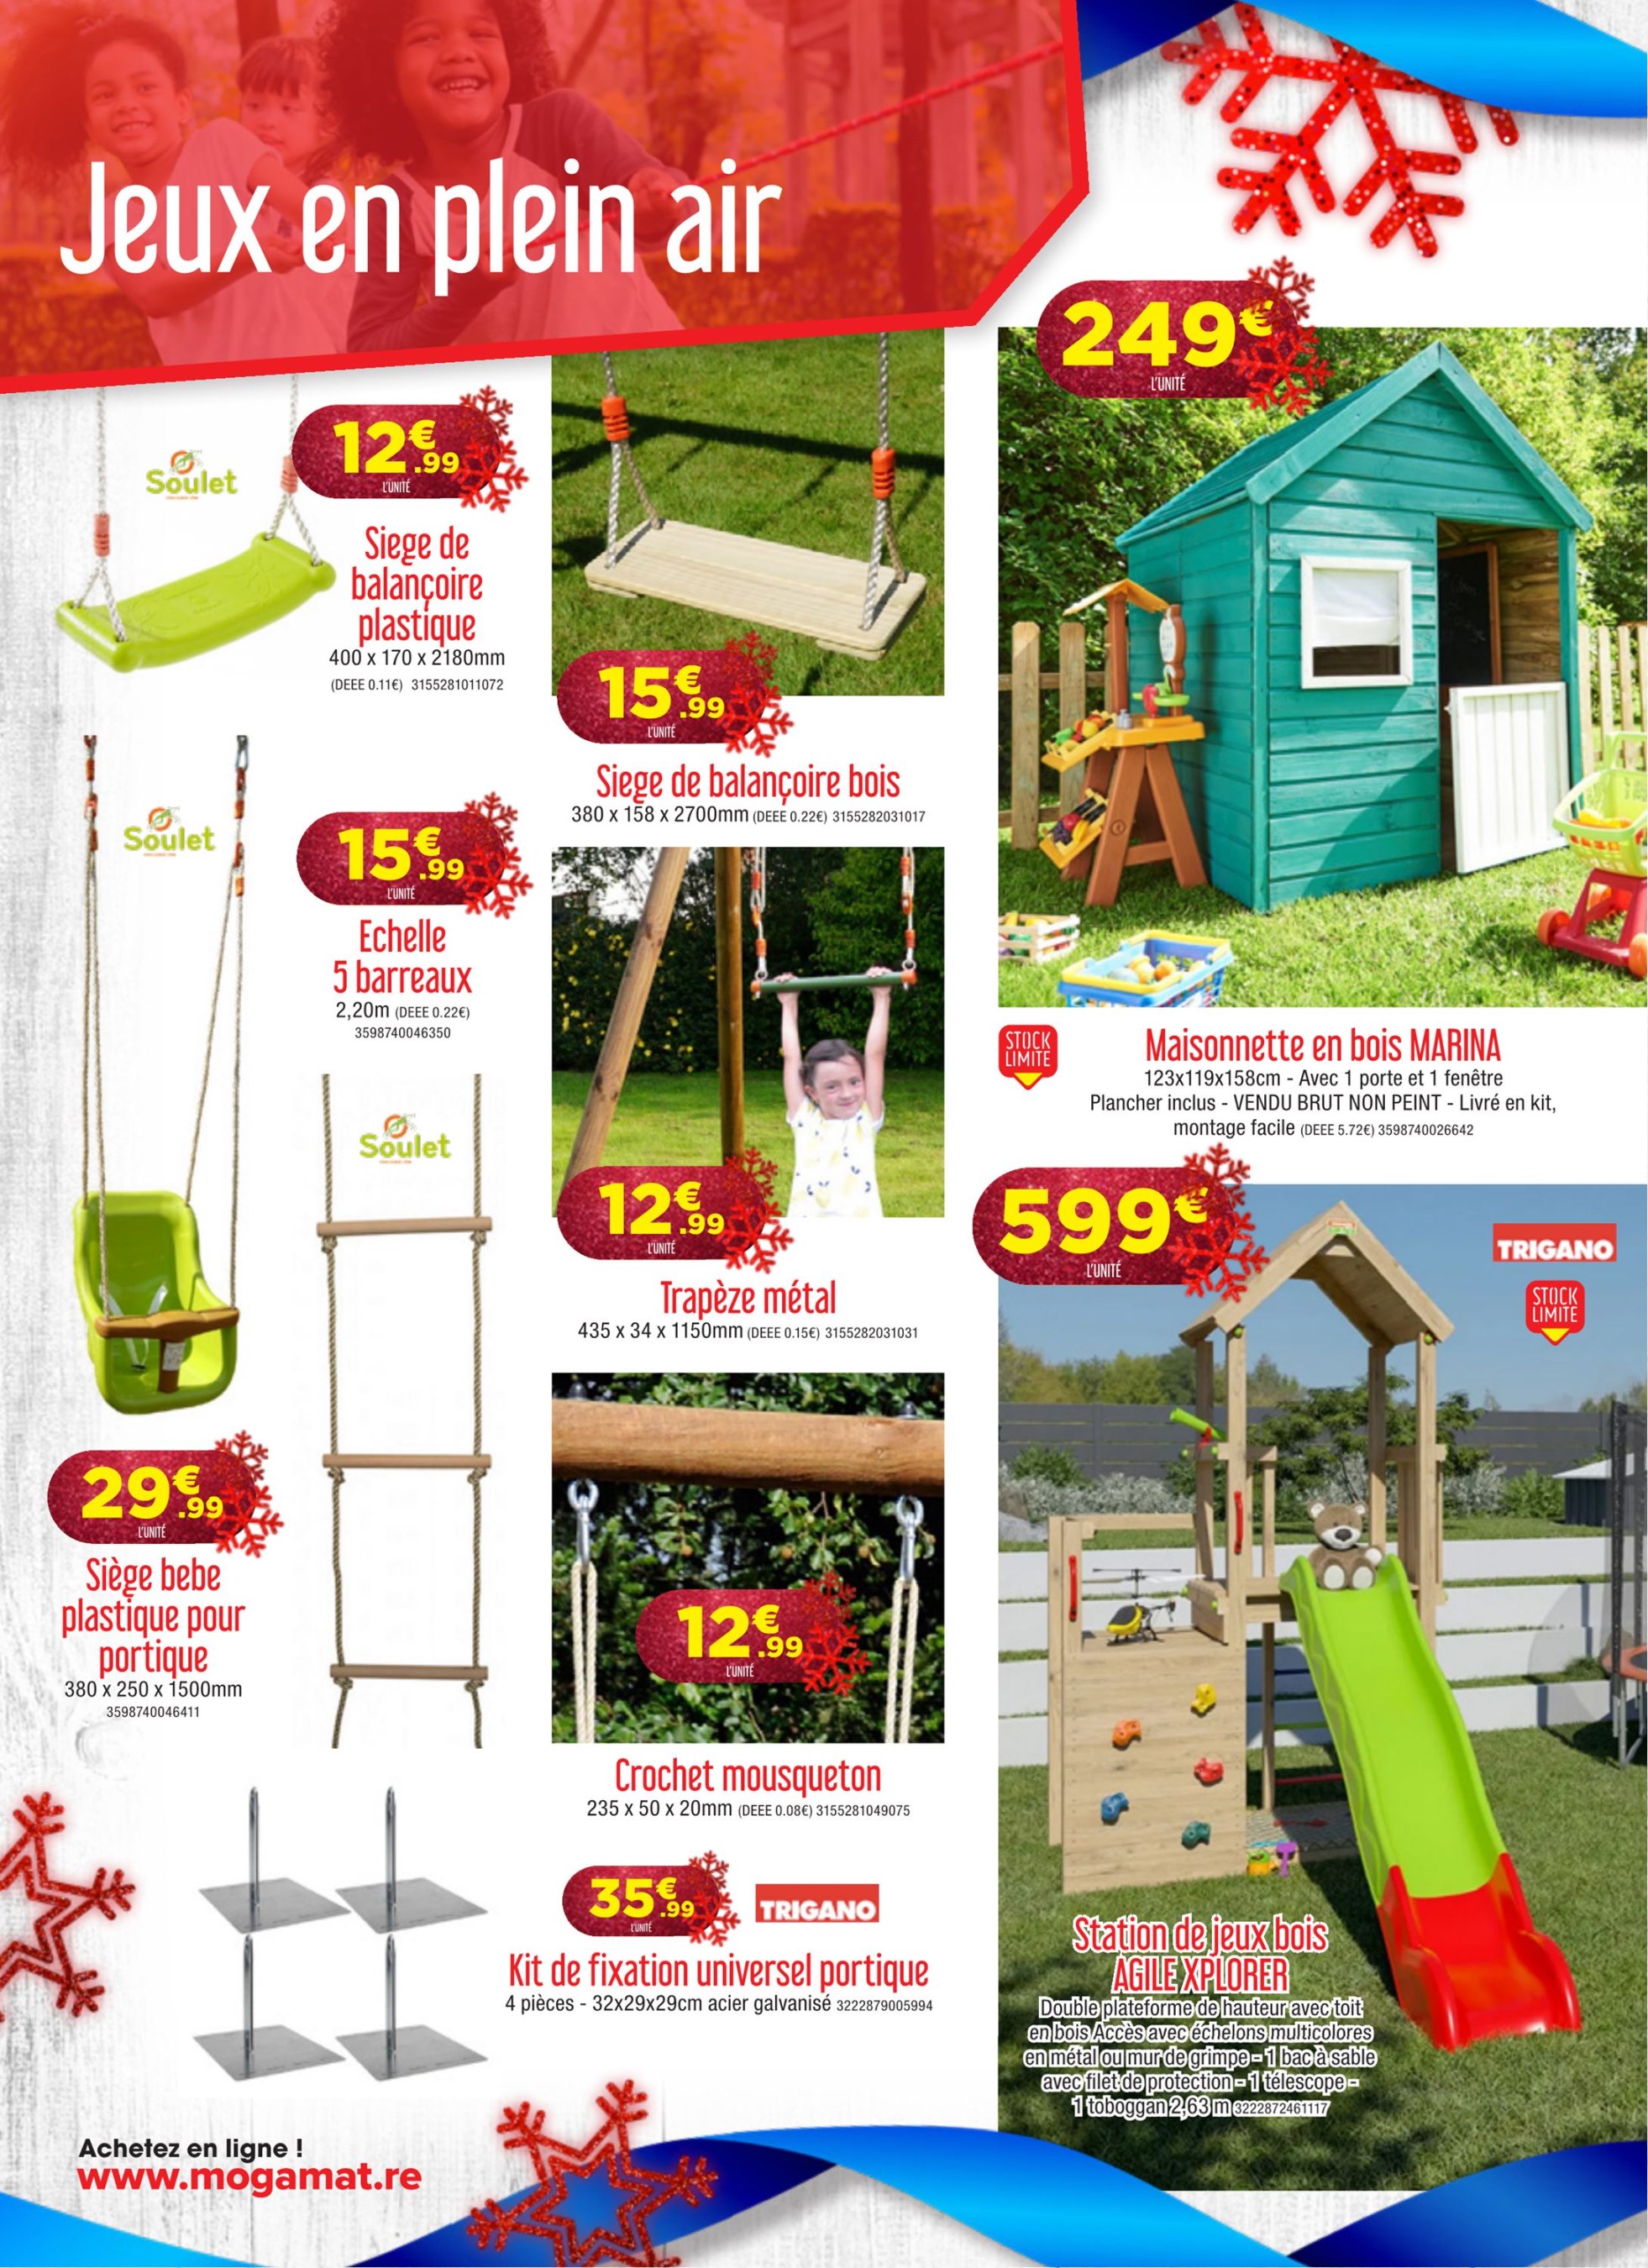 Jeux en plein air
Soulet
12€.99
L'UNITÉ
Siege de
balançoire
plastique
400 x 170 x 2180mm
(DEEE 0.11€) 3155281011072
15€.99
L'UNITÉ
Siege de balançoire bois
380 x 158 x 2700mm (DEEE 0.22€) 3155282031017
249€
L'UNITÉ
STOCK
LIMITE
Maisonnette en bois MARINA
123x119x158cm - Avec 1 porte et 1 fenêtre
Plancher inclus - VENDU BRUT NON PEINT - Livré en kit,
montage facile (DEEE 5.72€) 3598740026642
Soulet
15€.99
L'UNITÉ
Echelle
5 barreaux
2,20m (DEEE 0.22€)
3598740046350
Soulet
12€.99
L'UNITÉ
Trapèze métal
435 x 34 x 1150mm (DEEE 0.15€) 3155282031031
29€.99
L'UNITÉ
Siège bebe
plastique pour
portique
380 x 250 x 1500mm
3598740046411
12€.99
L'UNITÉ
Crochet mousqueton
235 x 50 x 20mm (DEEE 0.08€) 3155281049075
35€.99
L'UNITÉ
TRIGANO
Kit de fixation universel portique
4 pièces - 32x29x29cm acier galvanisé 3222879005994
599€
L'UNITÉ
TRIGANO
STOCK
LIMITE
Station de jeux bois
AGILE XPLORER
Double plateforme de hauteur avec toit
en bois Accès avec échelons multicolores
en métal ou mur de grimpe - 1 bac à sable
avec filet de protection - 1 télescope -
1 toboggan 2,63 m 3222872461117
Achetez en ligne !
www.mogamat.re